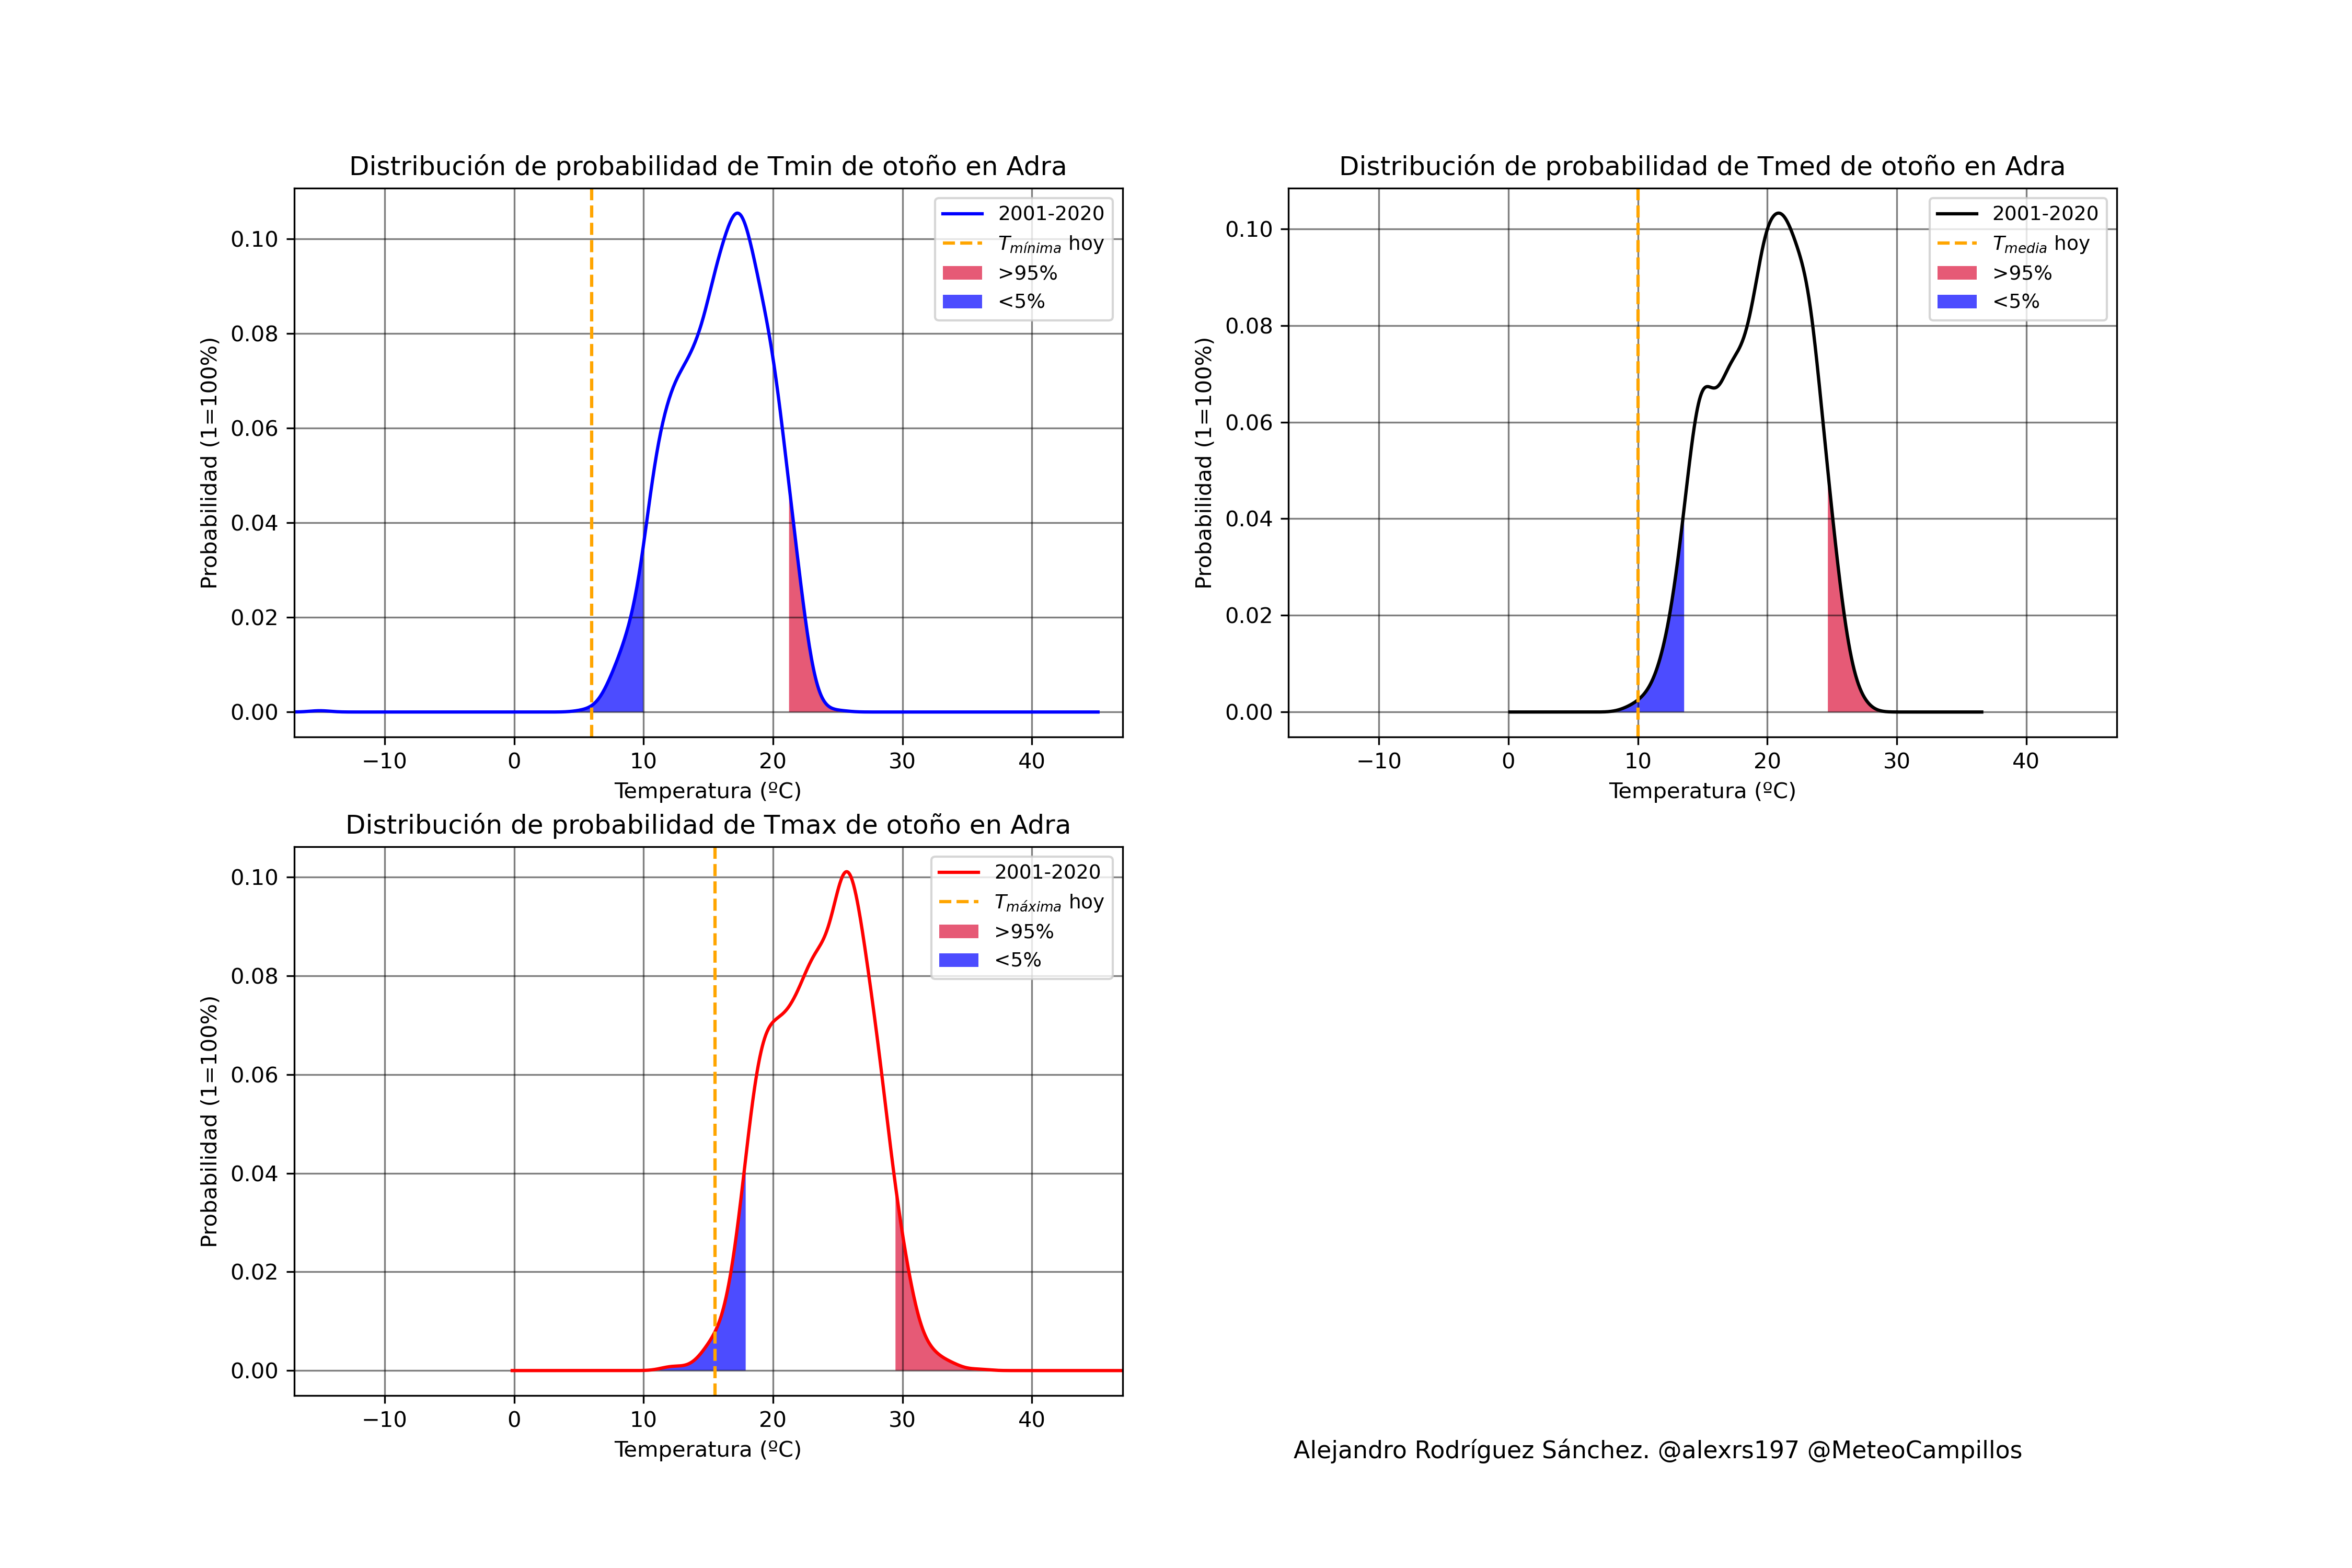 Distribución de probabilidad de Tmin de otoño en Adra
Probabilidad (1=100%)
0.10
0.08
0.06
0.04
0.02
0.00
−10 0 10 20 30 40
Temperatura (ºC)
2001-2020
Tmínima hoy
>95%
<5%
Distribución de probabilidad de Tmed de otoño en Adra
Probabilidad (1=100%)
0.10
0.08
0.06
0.04
0.02
0.00
−10 0 10 20 30 40
Temperatura (ºC)
2001-2020
Tmedia hoy
>95%
<5%
Distribución de probabilidad de Tmax de otoño en Adra
Probabilidad (1=100%)
0.10
0.08
0.06
0.04
0.02
0.00
−10 0 10 20 30 40
Temperatura (ºC)
2001-2020
Tmáxima hoy
>95%
<5%
Alejandro Rodríguez Sánchez. @alexrs197 @MeteoCampillos